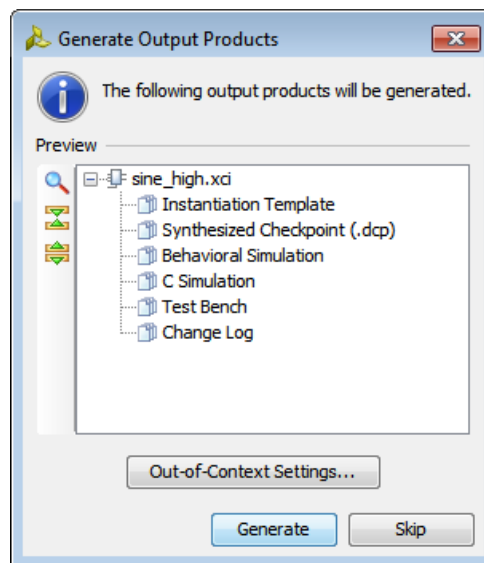 Generate Output Products
The following output products will be generated.
Preview
sine_high.xci
Instantiation Template
Synthesized Checkpoint (.dcp)
Behavioral Simulation
C Simulation
Test Bench
Change Log
Out-of-Context Settings...
Generate
Skip